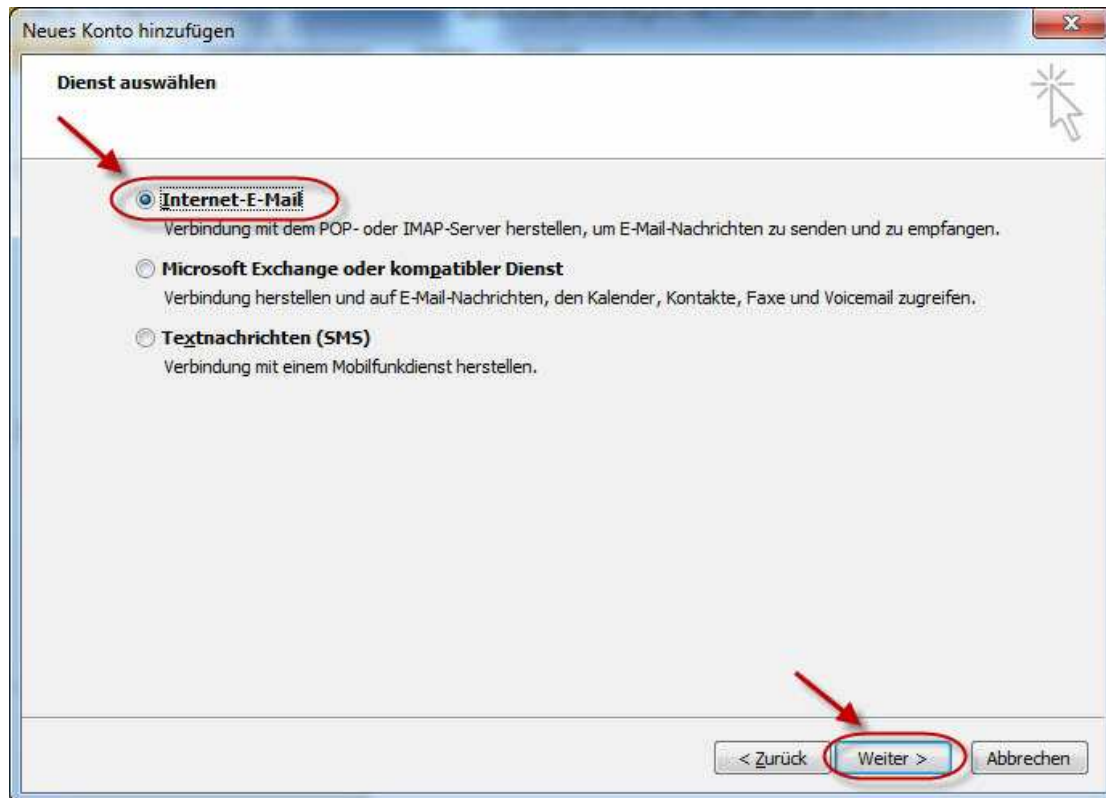 Neues Konto hinzufügen
Dienst auswählen
Internet-E-Mail
Verbindung mit dem POP- oder IMAP-Server herstellen, um E-Mail-Nachrichten zu senden und zu empfangen.
Microsoft Exchange oder kompatibler Dienst
Verbindung herstellen und auf E-Mail-Nachrichten, den Kalender, Kontakte, Faxe und Voicemail zugreifen.
Textnachrichten (SMS)
Verbindung mit einem Mobilfunkdienst herstellen.
< Zurück Weiter > Abbrechen